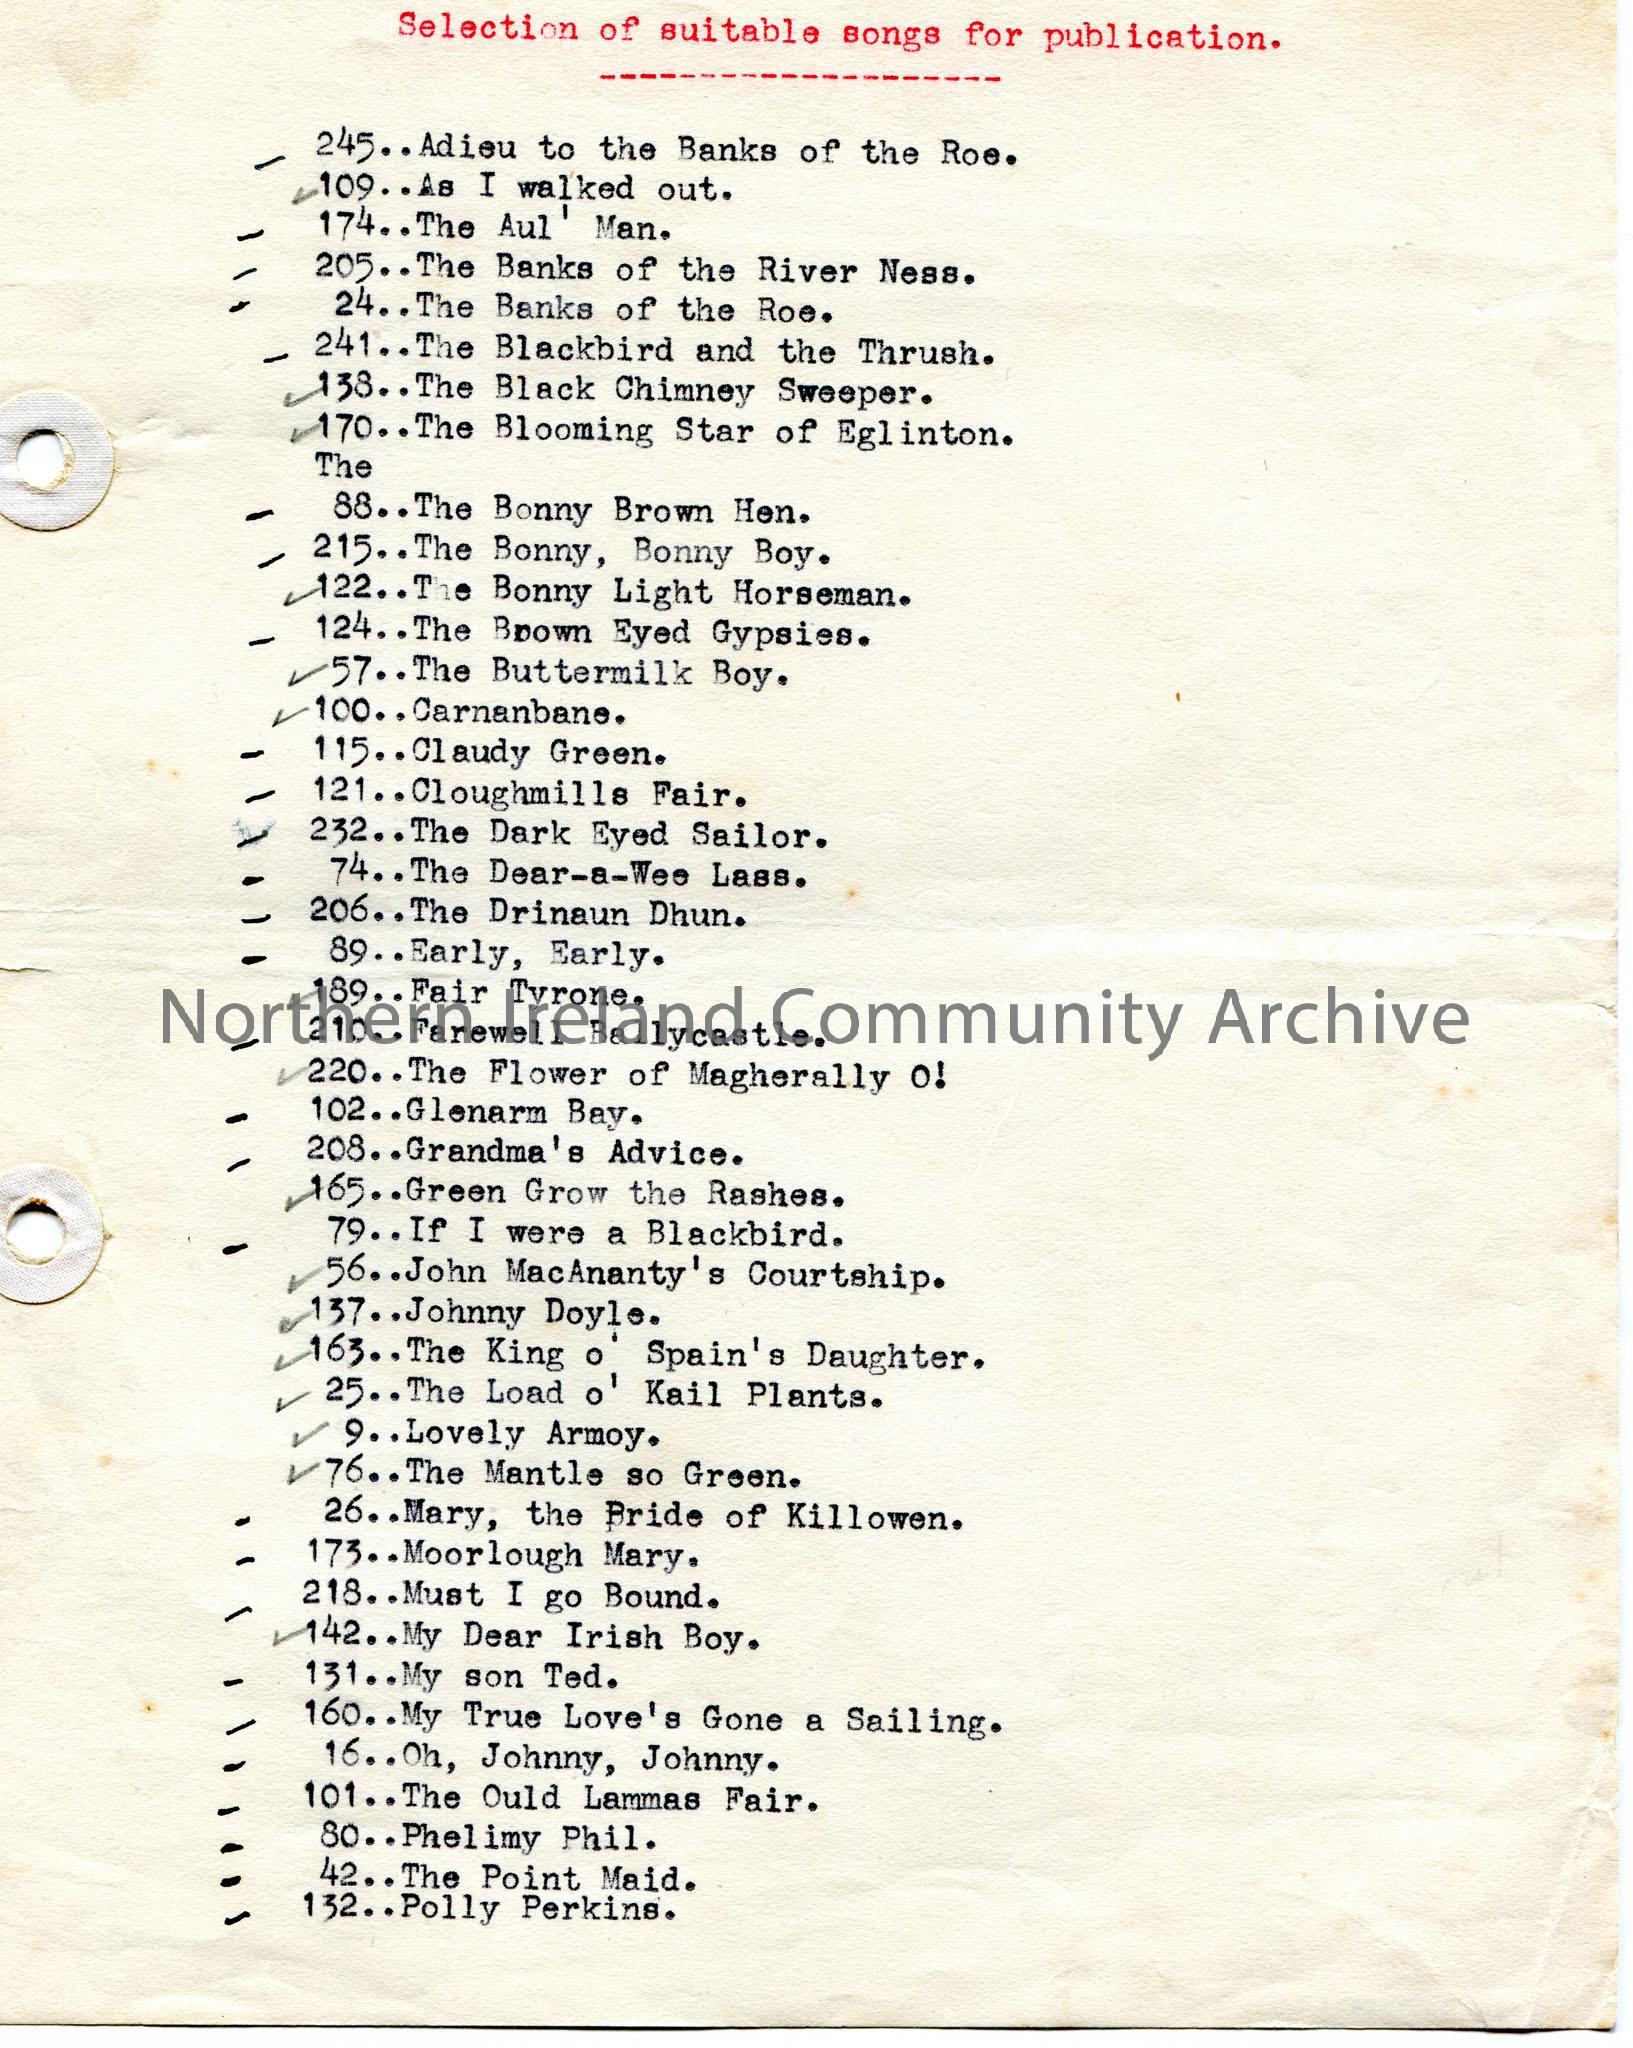 Selection of suitable songs for publication.
--------------------
245..Adieu to the Banks of the Roe.
109..As I walked out.
174..The Aul' Man.
205..The Banks of the River Ness.
24..The Banks of the Roe.
241..The Blackbird and the Thrush.
138..The Black Chimney Sweeper.
170..The Blooming Star of Eglinton.
The
88..The Bonny Brown Hen.
215..The Bonny, Bonny Boy.
122..The Bonny Light Horseman.
124..The Brown Eyed Gypsies.
57..The Buttermilk Boy.
100..Carnanbane.
115..Claudy Green.
121..Cloughmills Fair.
232..The Dark Eyed Sailor.
74..The Dear-a-Wee Lass.
206..The Drinaun Dhun.
89..Early, Early.
189..Fair Tyrone.
Northern Ireland Community Archive
210..Farewell Ballycastle.
220..The Flower of Magherally O!
102..Glenarm Bay.
208..Grandma's Advice.
165..Green Grow the Rashes.
79..If I were a Blackbird.
56..John MacAnanty's Courtship.
137..Johnny Doyle.
163..The King o' Spain's Daughter.
25..The Load o' Kail Plants.
9..Lovely Armoy.
76..The Mantle so Green.
26..Mary, the Pride of Killowen.
173..Moorlough Mary.
218..Must I go Bound.
142..My Dear Irish Boy.
131..My son Ted.
160..My True Love's Gone a Sailing.
16..Oh, Johnny, Johnny.
101..The Ould Lammas Fair.
80..Phelimy Phil.
42..The Point Maid.
132..Polly Perkins.